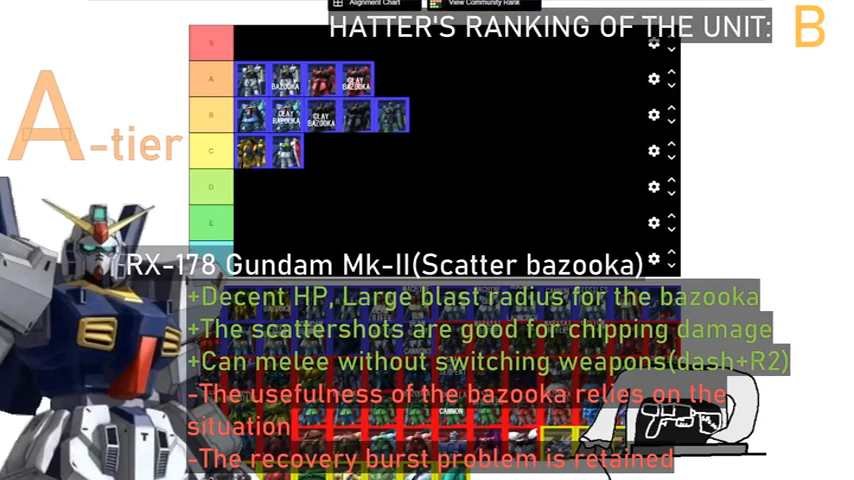 Alignment Chart
View Community Rank
HATTER'S RANKING OF THE UNIT: B
S
A
BAZOOKA
CLAY
BAZOOKA
B
CLAY
BAZOOKA
CLAY
BAZOOKA
C
D
E
A-tier
RX-178 Gundam Mk-II(Scatter bazooka)
+Decent HP, Large blast radius for the bazooka
+The scattershots are good for chipping damage
+Can melee without switching weapons(dash+R2)
-The usefulness of the bazooka relies on the
CANNON
situation
-The recovery burst problem is retained